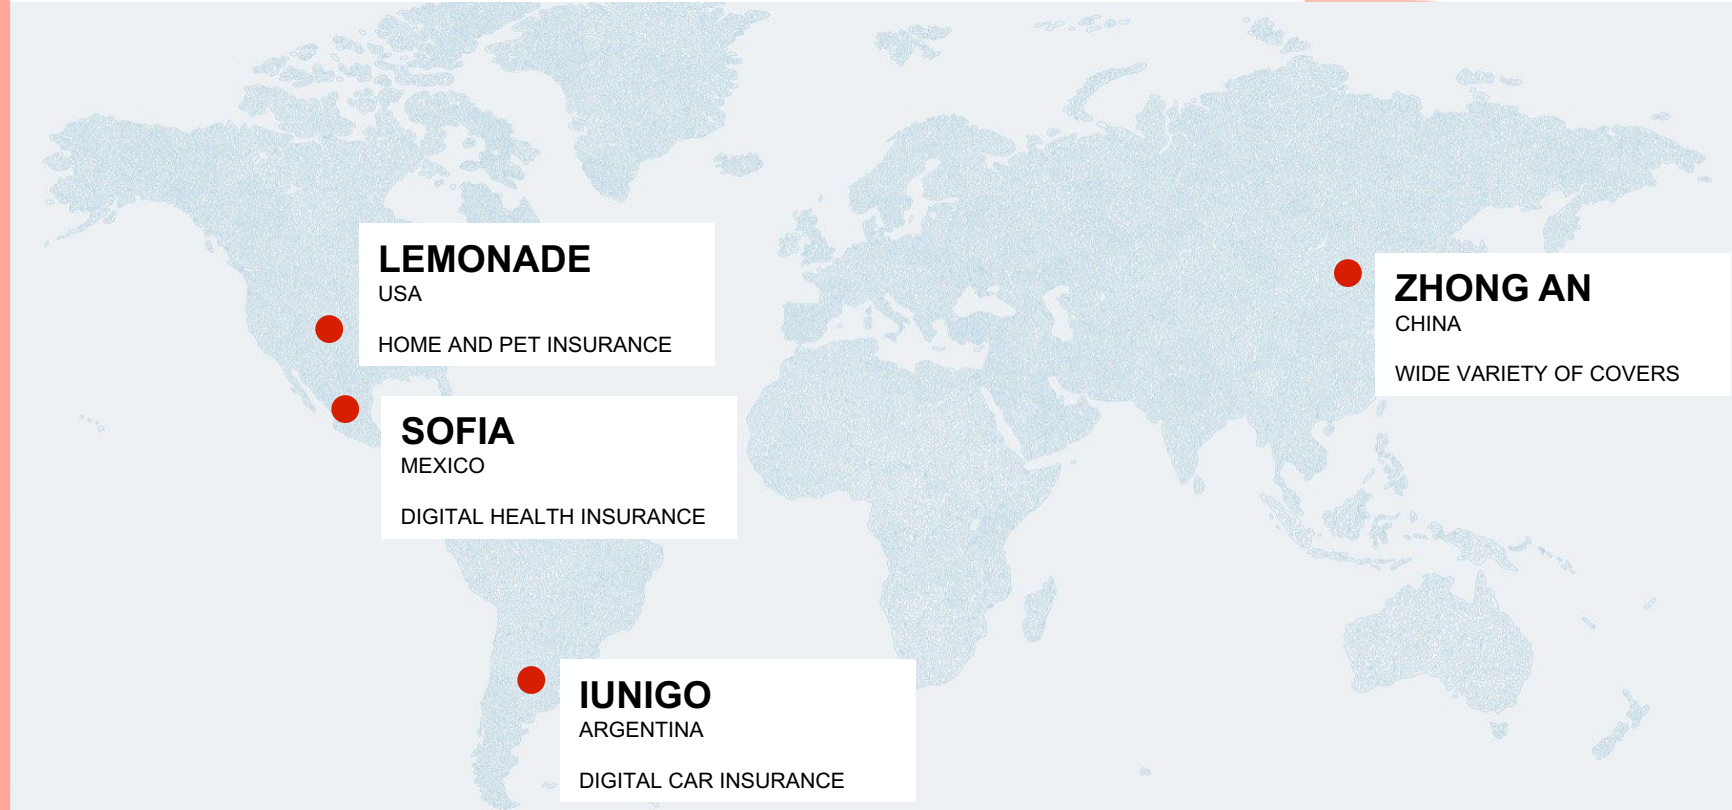 LEMONADE
USA
HOME AND PET INSURANCE
SOFIA
MEXICO
DIGITAL HEALTH INSURANCE
IUNIGO
ARGENTINA
DIGITAL CAR INSURANCE
ZHONG AN
CHINA
WIDE VARIETY OF COVERS